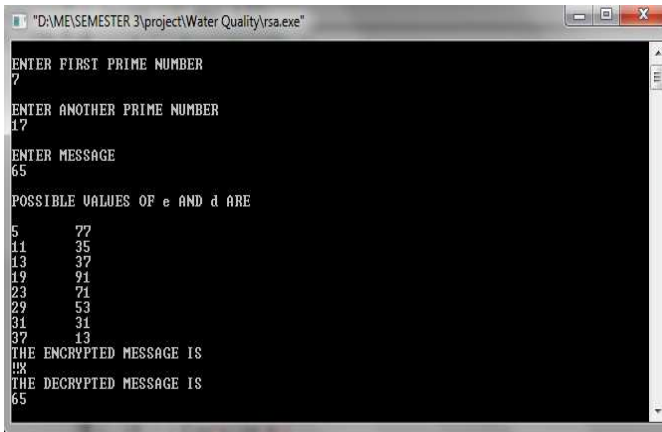 "D:\ME\SEMESTER 3\project\Water Quality\rsa.exe"
ENTER FIRST PRIME NUMBER
7
ENTER ANOTHER PRIME NUMBER
17
ENTER MESSAGE
65
POSSIBLE VALUES OF e AND d ARE
5 77
11 35
13 37
19 91
23 71
29 53
31 31
37 13
THE ENCRYPTED MESSAGE IS
‼X
THE DECRYPTED MESSAGE IS
65